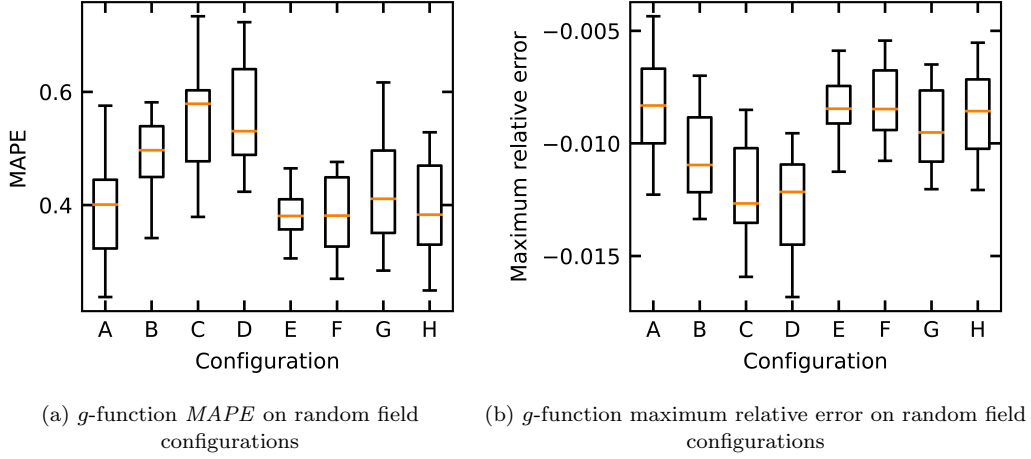 MAPE
0.6
0.4
A B C D E F G H
Configuration
(a) g-function MAPE on random field
configurations
Maximum relative error
−0.005
−0.010
−0.015
A B C D E F G H
Configuration
(b) g-function maximum relative error on random field
configurations